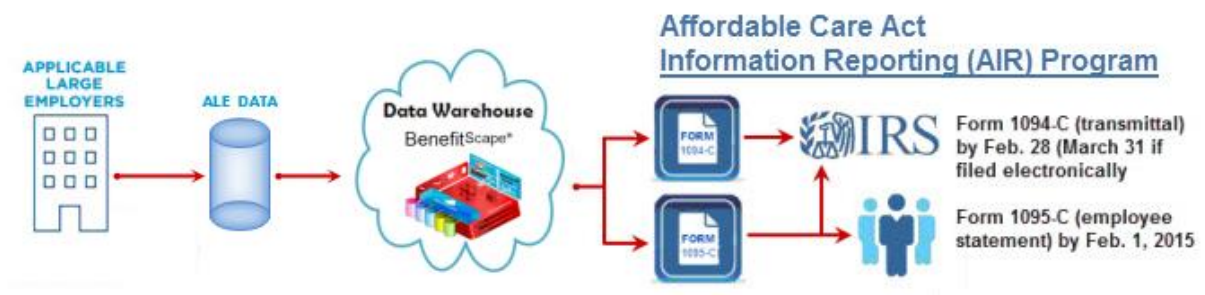 Affordable Care Act
Information Reporting (AIR) Program
APPLICABLE
LARGE
EMPLOYERS
ALE DATA
Data Warehouse
BenefitScape®
FORM
1094-C
IRS
Form 1094-C (transmittal)
by Feb. 28 (March 31 if
filed electronically
FORM
1095-C
Form 1095-C (employee
statement) by Feb. 1, 2015